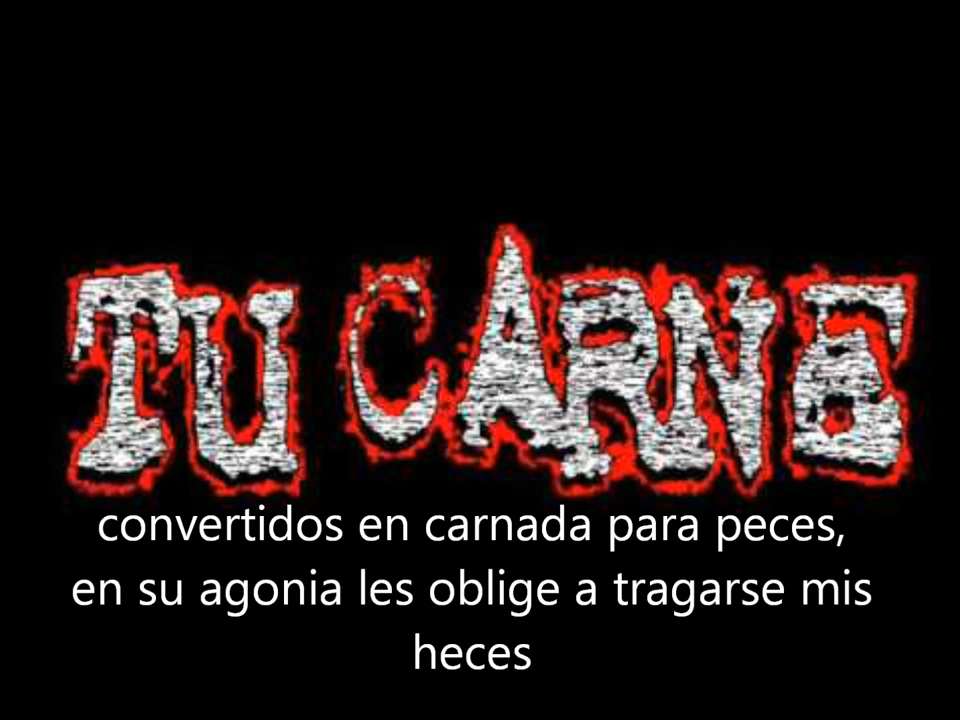 TU CARNE
convertidos en carnada para peces,
en su agonia les oblige a tragarse mis
heces